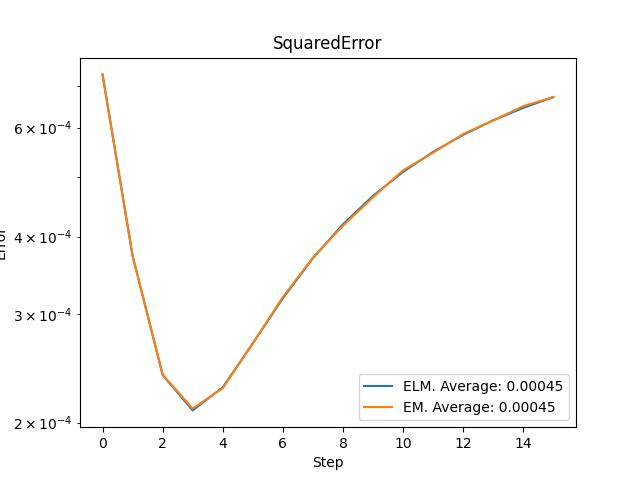 SquaredError
6 × 10⁻⁴
4 × 10⁻⁴
3 × 10⁻⁴
2 × 10⁻⁴
Error
0 2 4 6 8 10 12 14
Step
ELM. Average: 0.00045
EM. Average: 0.00045